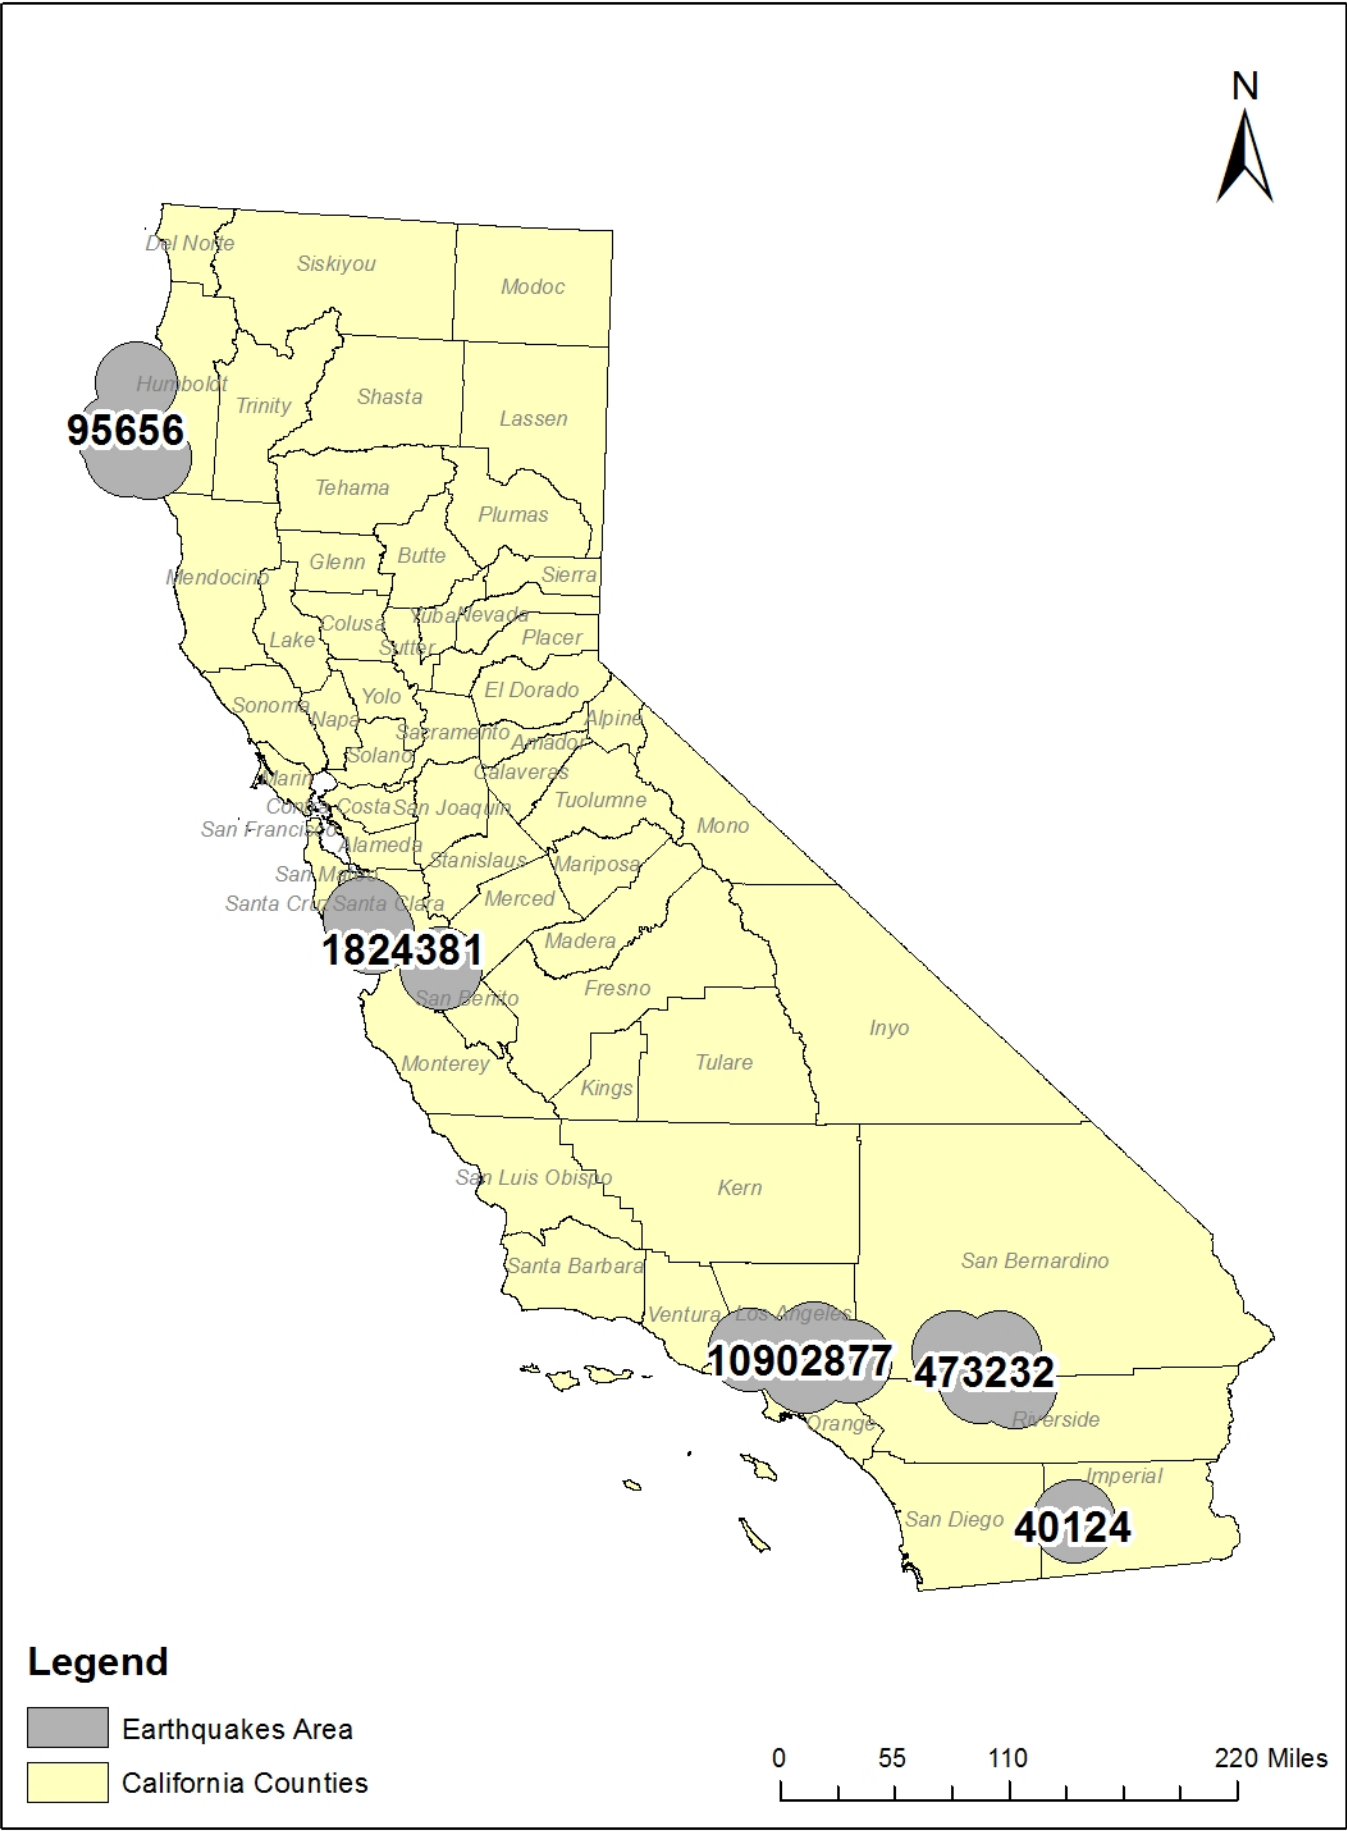 N
Del Norte
Siskiyou
Modoc
Humboldt
Trinity
Shasta
Lassen
95656
Tehama
Plumas
Glenn
Butte
Sierra
Mendocino
Colusa
Yuba
Nevada
Lake
Sutter
Placer
Yolo
El Dorado
Sonoma
Napa
Sacramento
Alpine
Solano
Amador
Marin
Calaveras
Contra Costa
San Joaquin
Tuolumne
Mono
San Francisco
Alameda
Stanislaus
Mariposa
San Mateo
Santa Cruz
Santa Clara
Merced
1824381
Madera
San Benito
Fresno
Inyo
Monterey
Kings
Tulare
San Luis Obispo
Kern
Santa Barbara
San Bernardino
Ventura
Los Angeles
10902877
473232
Orange
Riverside
Imperial
San Diego
40124
Legend
Earthquakes Area
California Counties
0 55 110 220 Miles